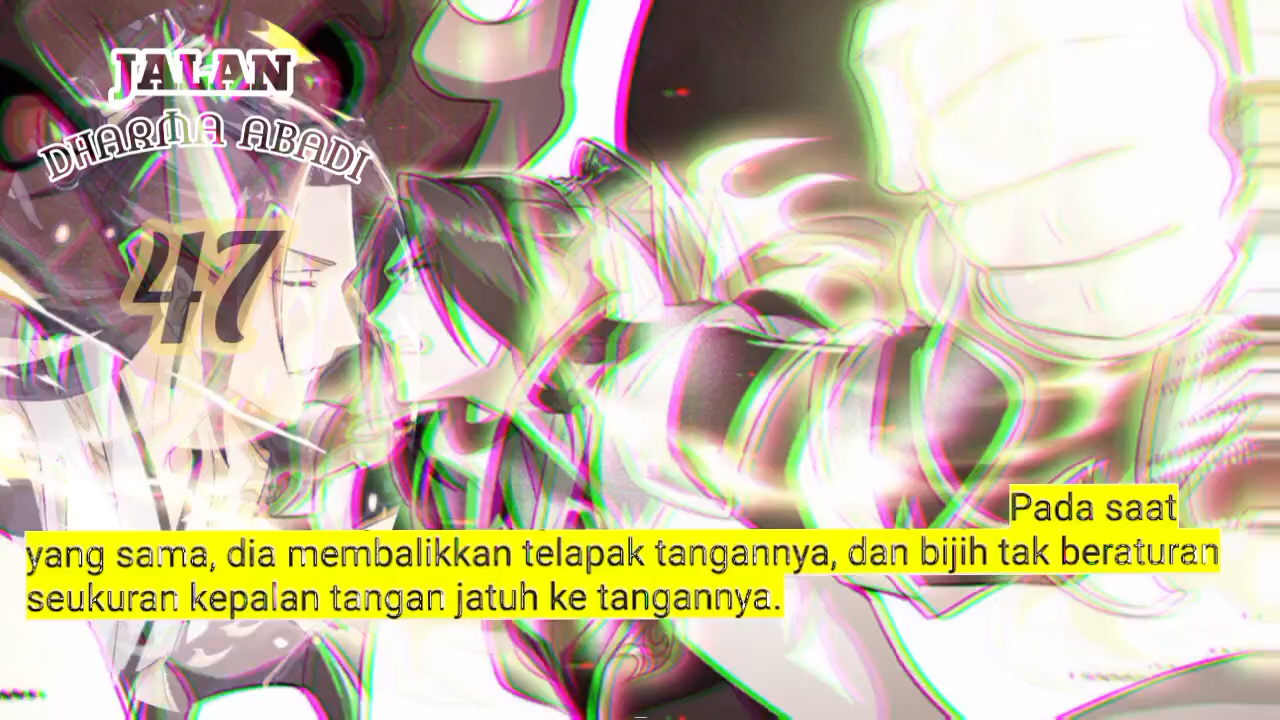 JALAN
DHARMA ABADI
47
Pada saat
yang sama, dia membalikkan telapak tangannya, dan bijih tak beraturan
seukuran kepalan tangan jatuh ke tangannya.